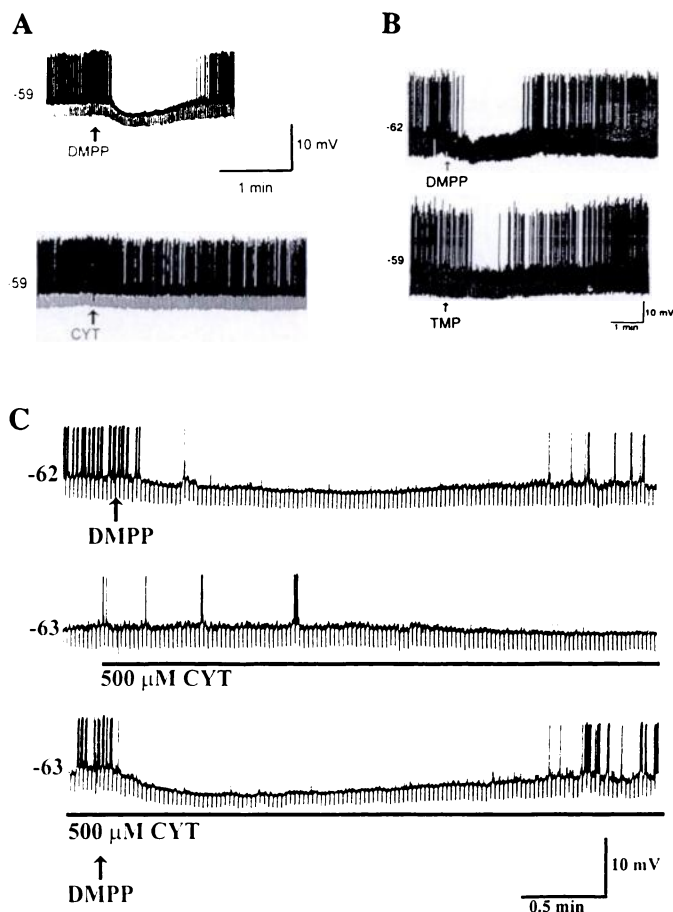 A
-59
DMPP
10 mV
1 min
-59
CYT
B
-62
DMPP
-59
TMP
10 mV
1 min
C
-62
DMPP
-63
500 µM CYT
-63
500 µM CYT
DMPP
10 mV
0.5 min